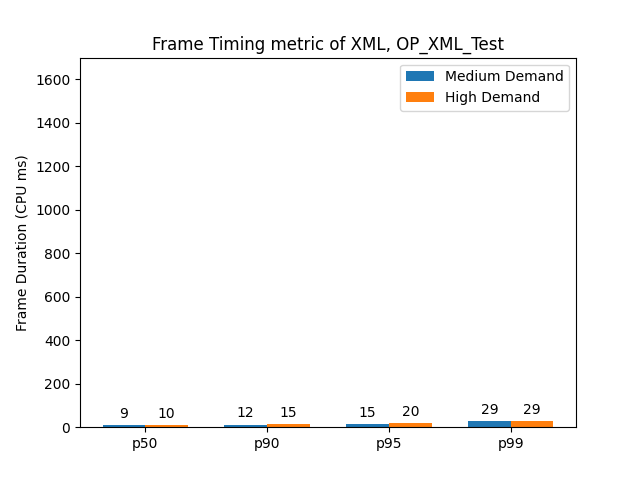 Frame Timing metric of XML, OP_XML_Test
Medium Demand
High Demand
Frame Duration (CPU ms)
1600
1400
1200
1000
800
600
400
200
0
9 10 12 15 15 20 29 29
p50 p90 p95 p99